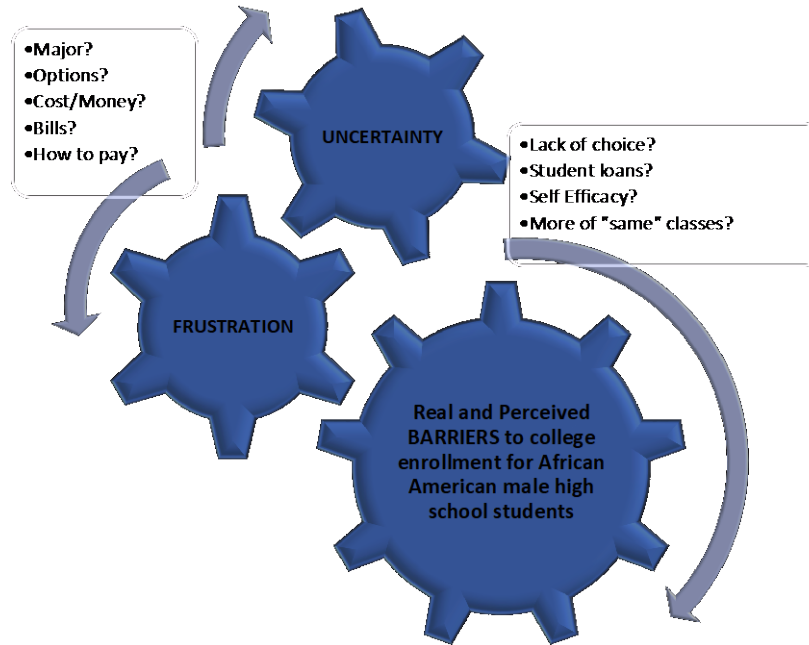 •Major?
•Options?
•Cost/Money?
•Bills?
•How to pay?
UNCERTAINTY
•Lack of choice?
•Student loans?
•Self Efficacy?
•More of "same" classes?
FRUSTRATION
Real and Perceived
BARRIERS to college
enrollment for African
American male high
school students